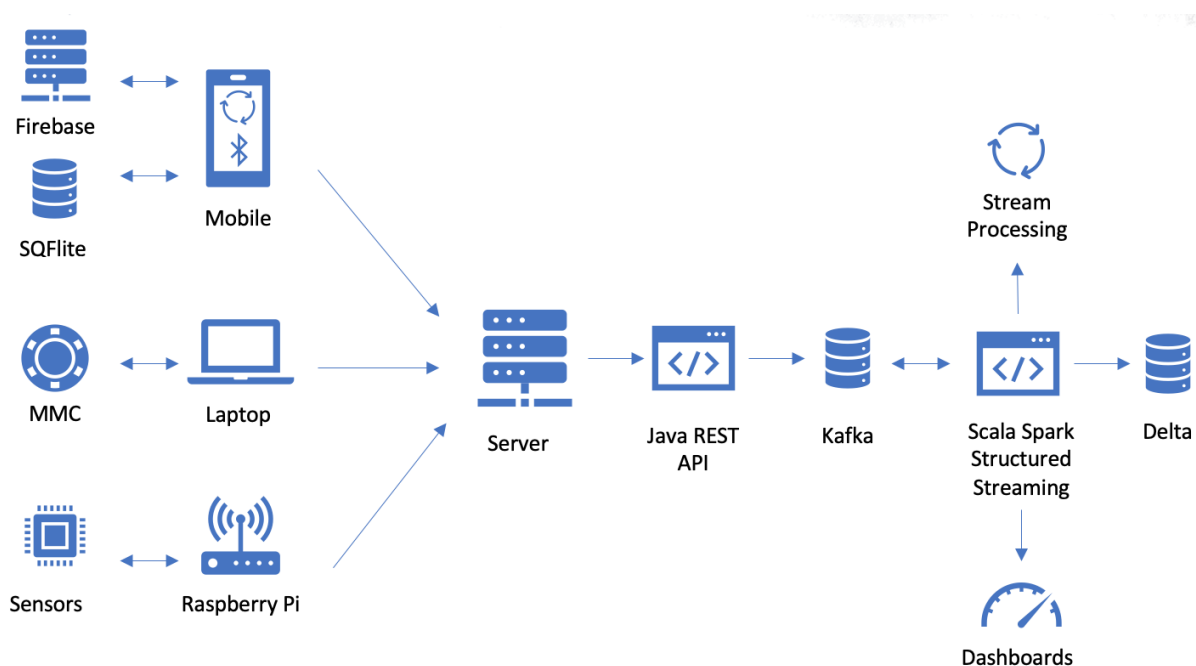 Firebase
SQFlite
Mobile
MMC
Laptop
Sensors
Raspberry Pi
Server
Java REST
API
Kafka
Stream
Processing
Scala Spark
Structured
Streaming
Delta
Dashboards